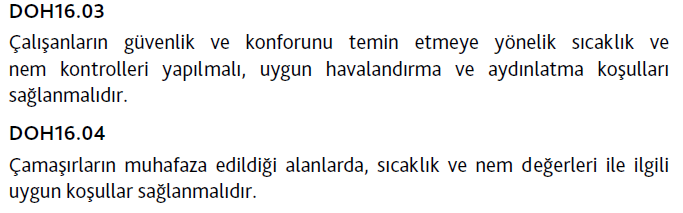 DOH16.03
Çalışanların güvenlik ve konforunu temin etmeye yönelik sıcaklık ve
nem kontrolleri yapılmalı, uygun havalandırma ve aydınlatma koşulları
sağlanmalıdır.
DOH16.04
Çamaşırların muhafaza edildiği alanlarda, sıcaklık ve nem değerleri ile ilgili
uygun koşullar sağlanmalıdır.